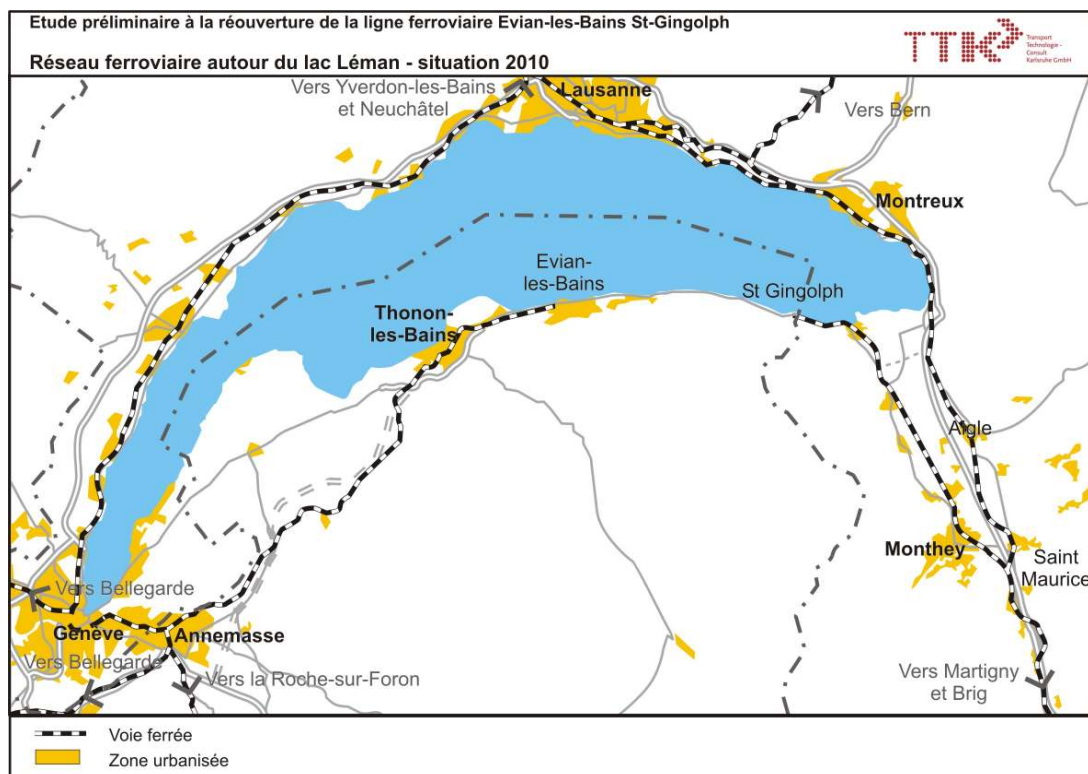 Etude préliminaire à la réouverture de la ligne ferroviaire Evian-les-Bains St-Gingolph
Réseau ferroviaire autour du lac Léman - situation 2010
TTK
Transport
Technologie -
Consult
Karlsruhe GmbH
Vers Yverdon-les-Bains
et Neuchâtel
Lausanne
Vers Bern
Montreux
Evian-
les-Bains
St Gingolph
Thonon-
les-Bains
Aigle
Monthey
Saint
Maurice
Vers Bellegarde
Genève
Annemasse
Vers Bellegarde
Vers la Roche-sur-Foron
Vers Martigny
et Brig
Voie ferrée
Zone urbanisée